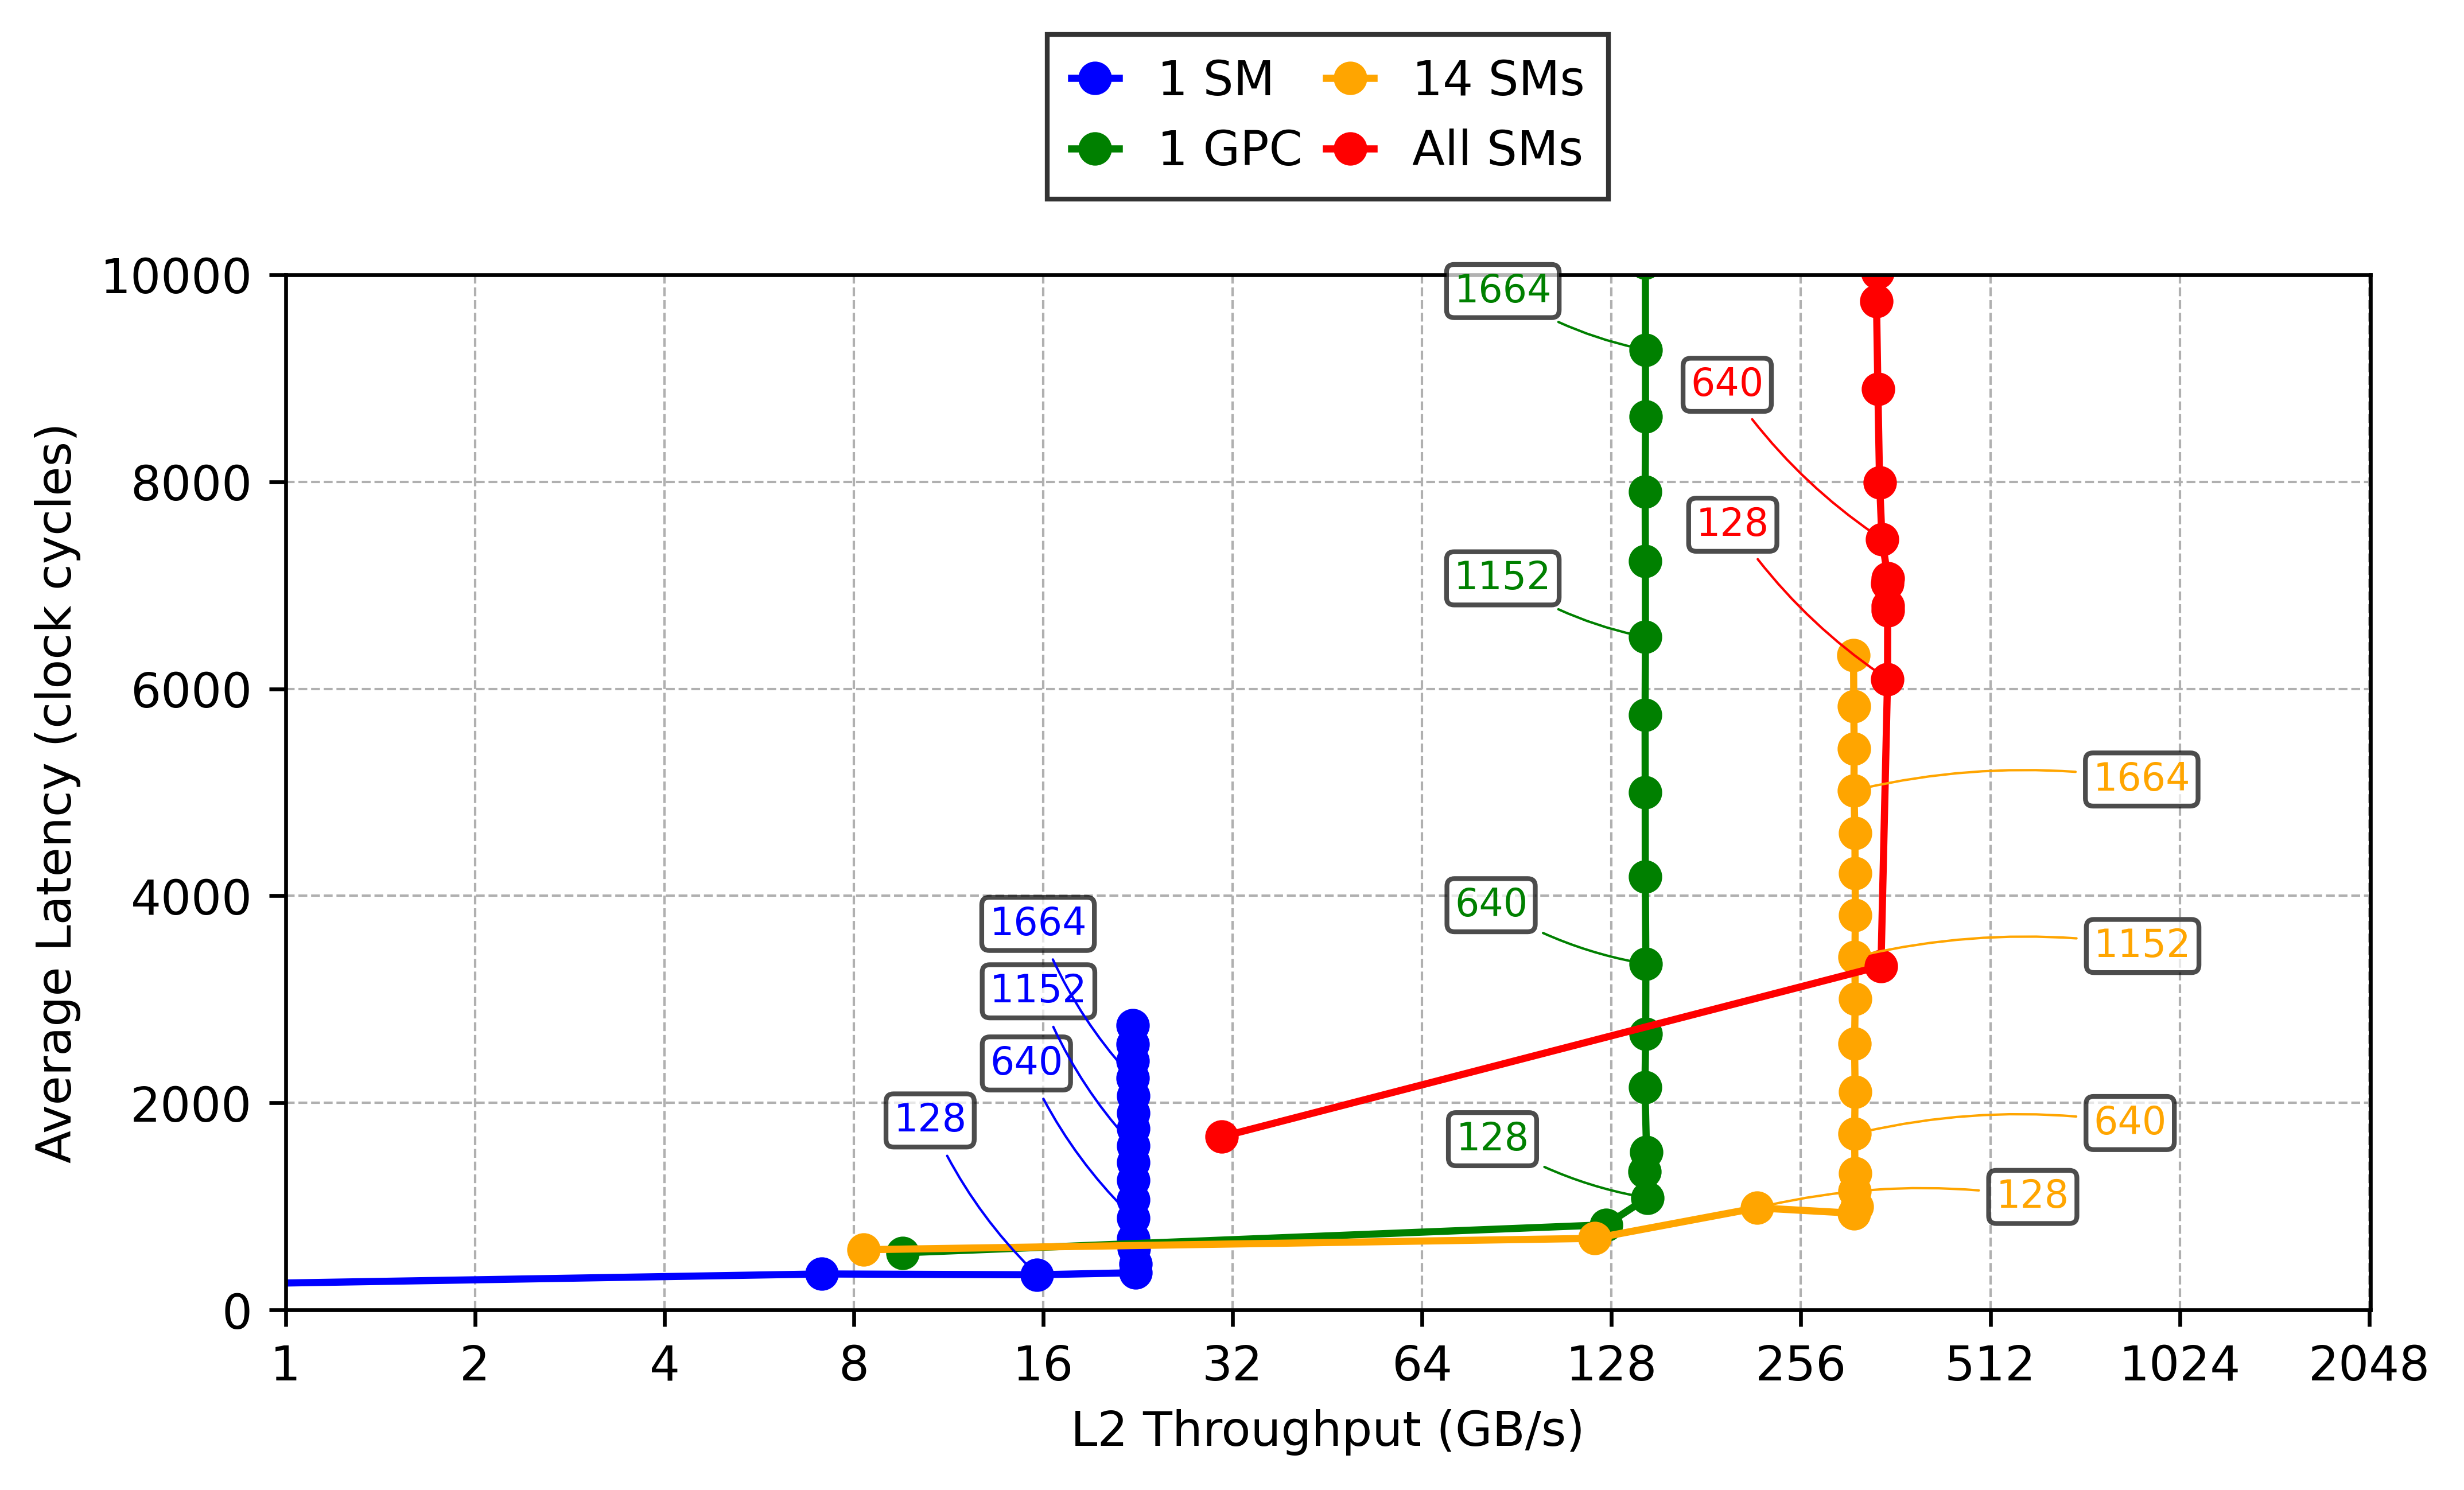 1 SM
14 SMs
1 GPC
All SMs
10000
8000
6000
4000
2000
0
Average Latency (clock cycles)
1664
640
128
1152
1664
640
1152
1664
1152
640
128
640
128
128
1 2 4 8 16 32 64 128 256 512 1024 2048
L2 Throughput (GB/s)